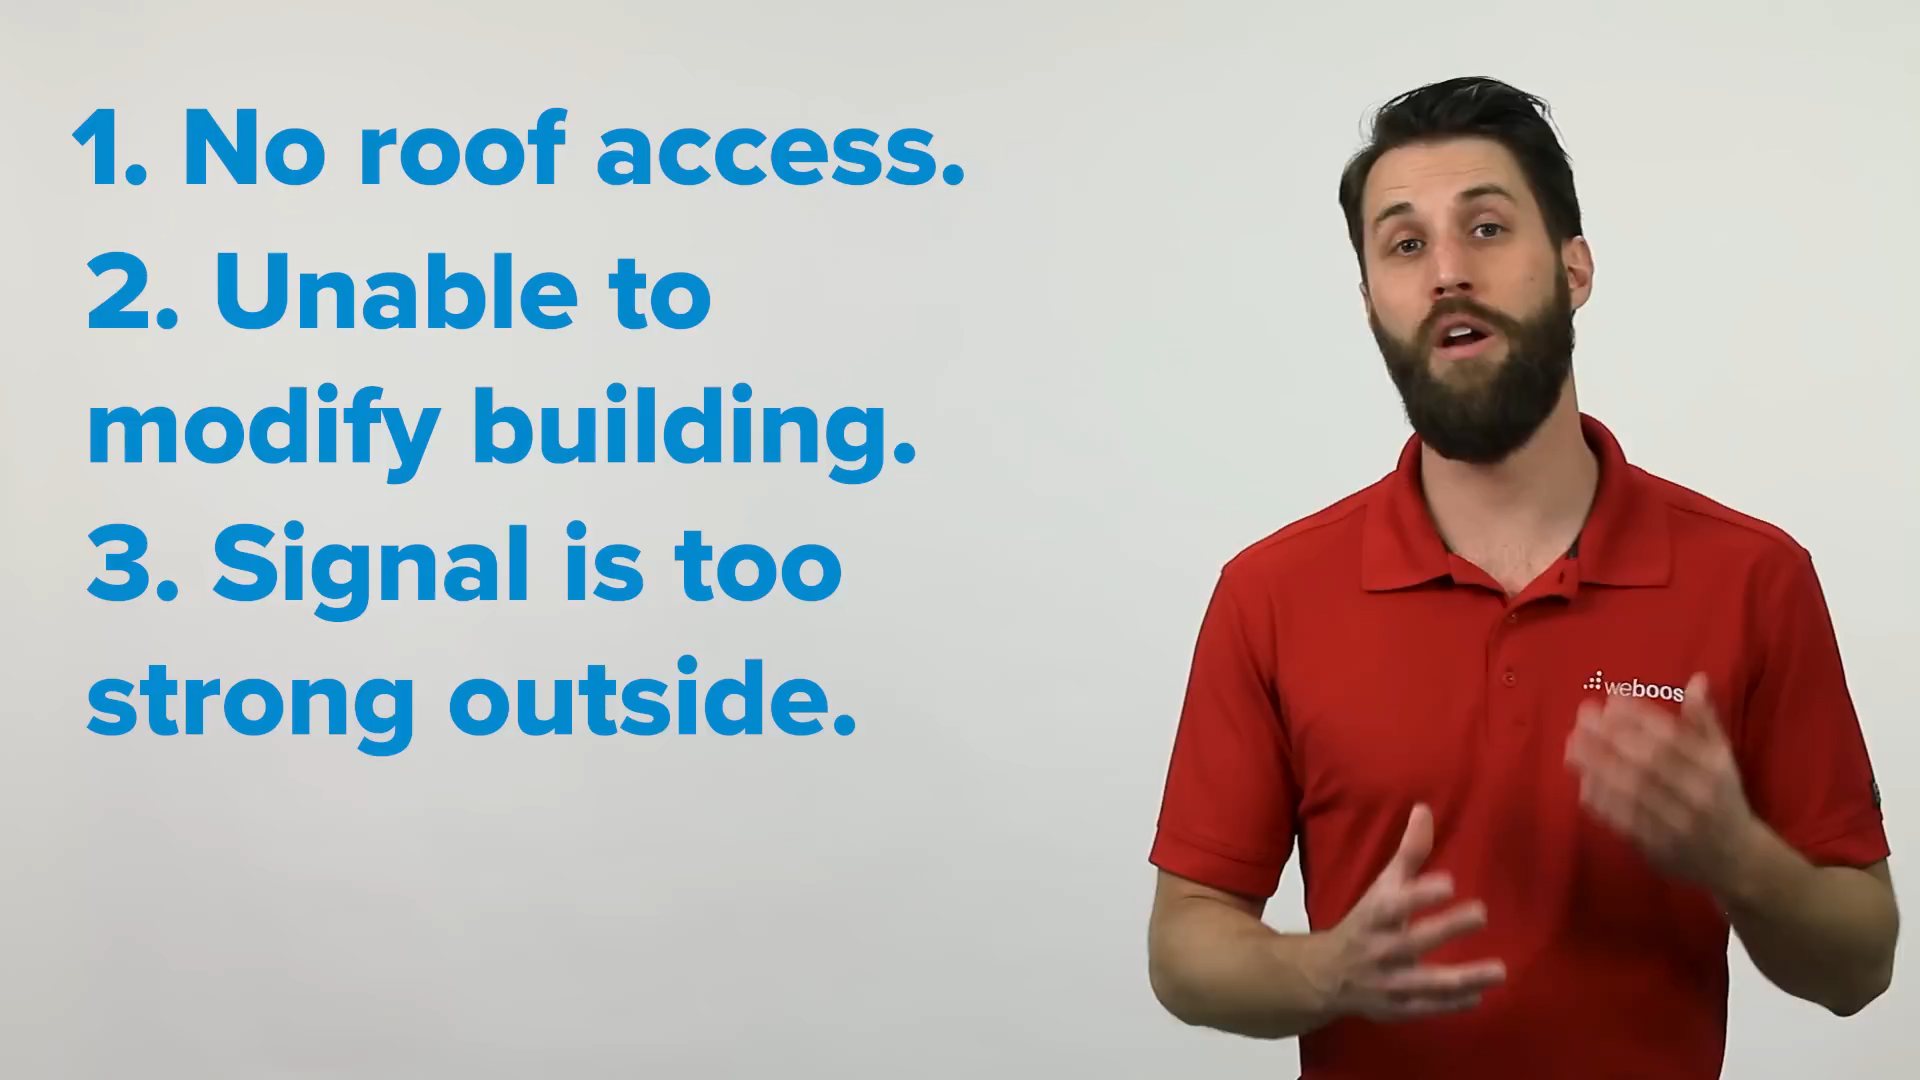 1. No roof access.
2. Unable to
modify building.
3. Signal is too
strong outside.
weboos